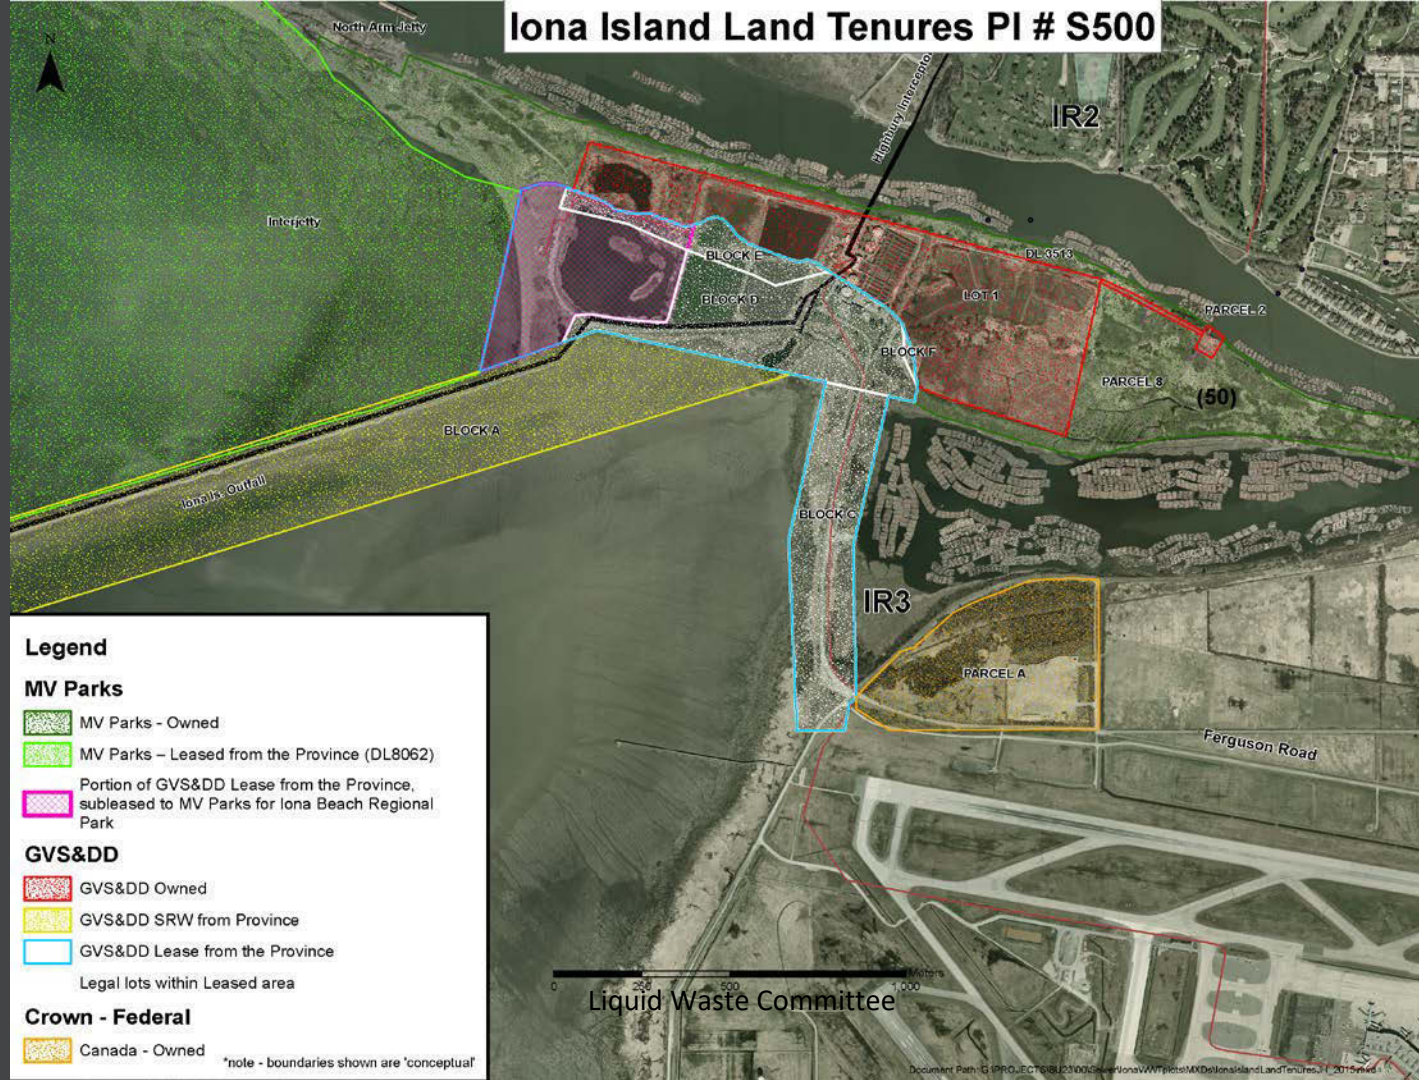 Iona Island Land Tenures PI # S500
North Arm Jetty
N
Highbury Interceptor
IR2
Interjetty
BLOCK E
DL 3513
BLOCK D
LOT 1
PARCEL 2
BLOCK F
PARCEL 8
(50)
BLOCK A
Iona Is. Outfall
BLOCK C
IR3
PARCEL A
Ferguson Road
Legend
MV Parks
MV Parks - Owned
MV Parks – Leased from the Province (DL8062)
Portion of GVS&DD Lease from the Province,
subleased to MV Parks for Iona Beach Regional
Park
GVS&DD
GVS&DD Owned
GVS&DD SRW from Province
GVS&DD Lease from the Province
Legal lots within Leased area
Crown - Federal
Canada - Owned
*note - boundaries shown are 'conceptual'
Meters
0 250 500 1,000
Liquid Waste Committee